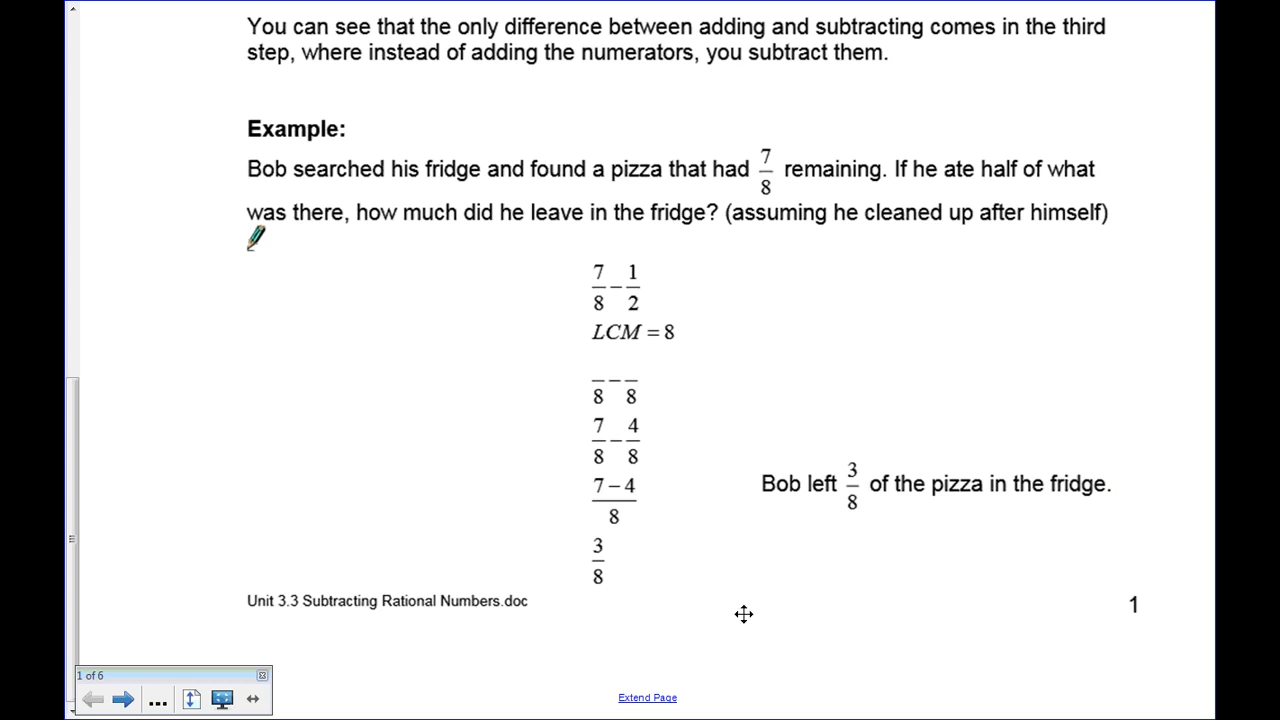 You can see that the only difference between adding and subtracting comes in the third
step, where instead of adding the numerators, you subtract them.
Example:
Bob searched his fridge and found a pizza that had 7/8 remaining. If he ate half of what
was there, how much did he leave in the fridge? (assuming he cleaned up after himself)
7/8 − 1/2
LCM = 8
/8 − /8
7/8 − 4/8
7 − 4/8
Bob left 3/8 of the pizza in the fridge.
3/8
Unit 3.3 Subtracting Rational Numbers.doc
1
1 of 6
Extend Page